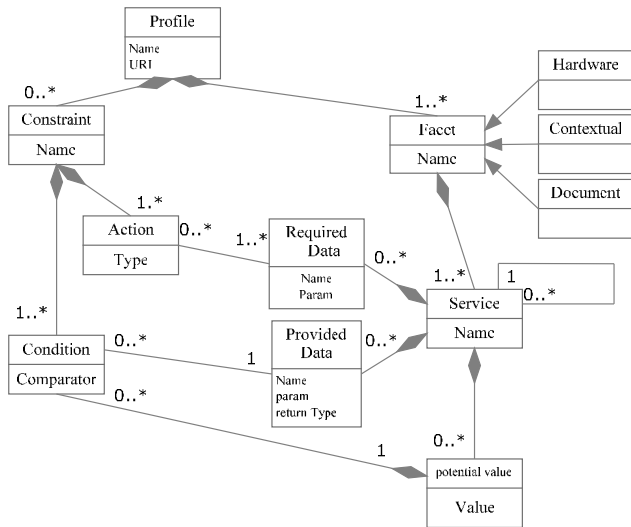 Profile
Name
URI
0..*
1..*
Hardware
Constraint
Name
Facet
Name
Contextual
Document
1.*
Action
Type
0..*
1..*
Required
Data
Name
Param
0..*
1..*
1
0..*
Service
Name
1..*
Condition
Comparator
0..*
1
Provided
Data
Name
param
return Type
0..*
0..*
1
0..*
potential value
Value